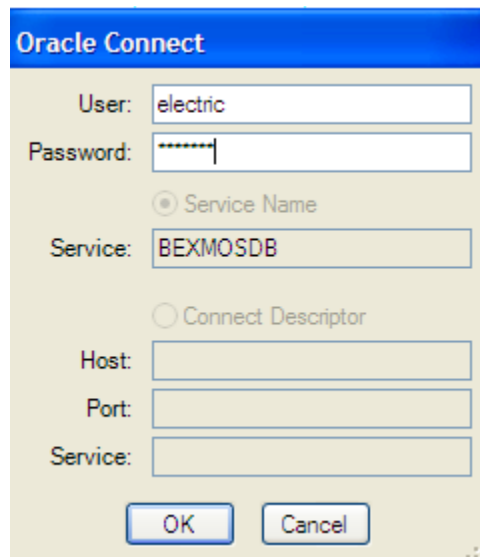 Oracle Connect
User: electric
Password: *******
Service Name
Service: BEXMOSDB
Connect Descriptor
Host:
Port:
Service:
OK Cancel